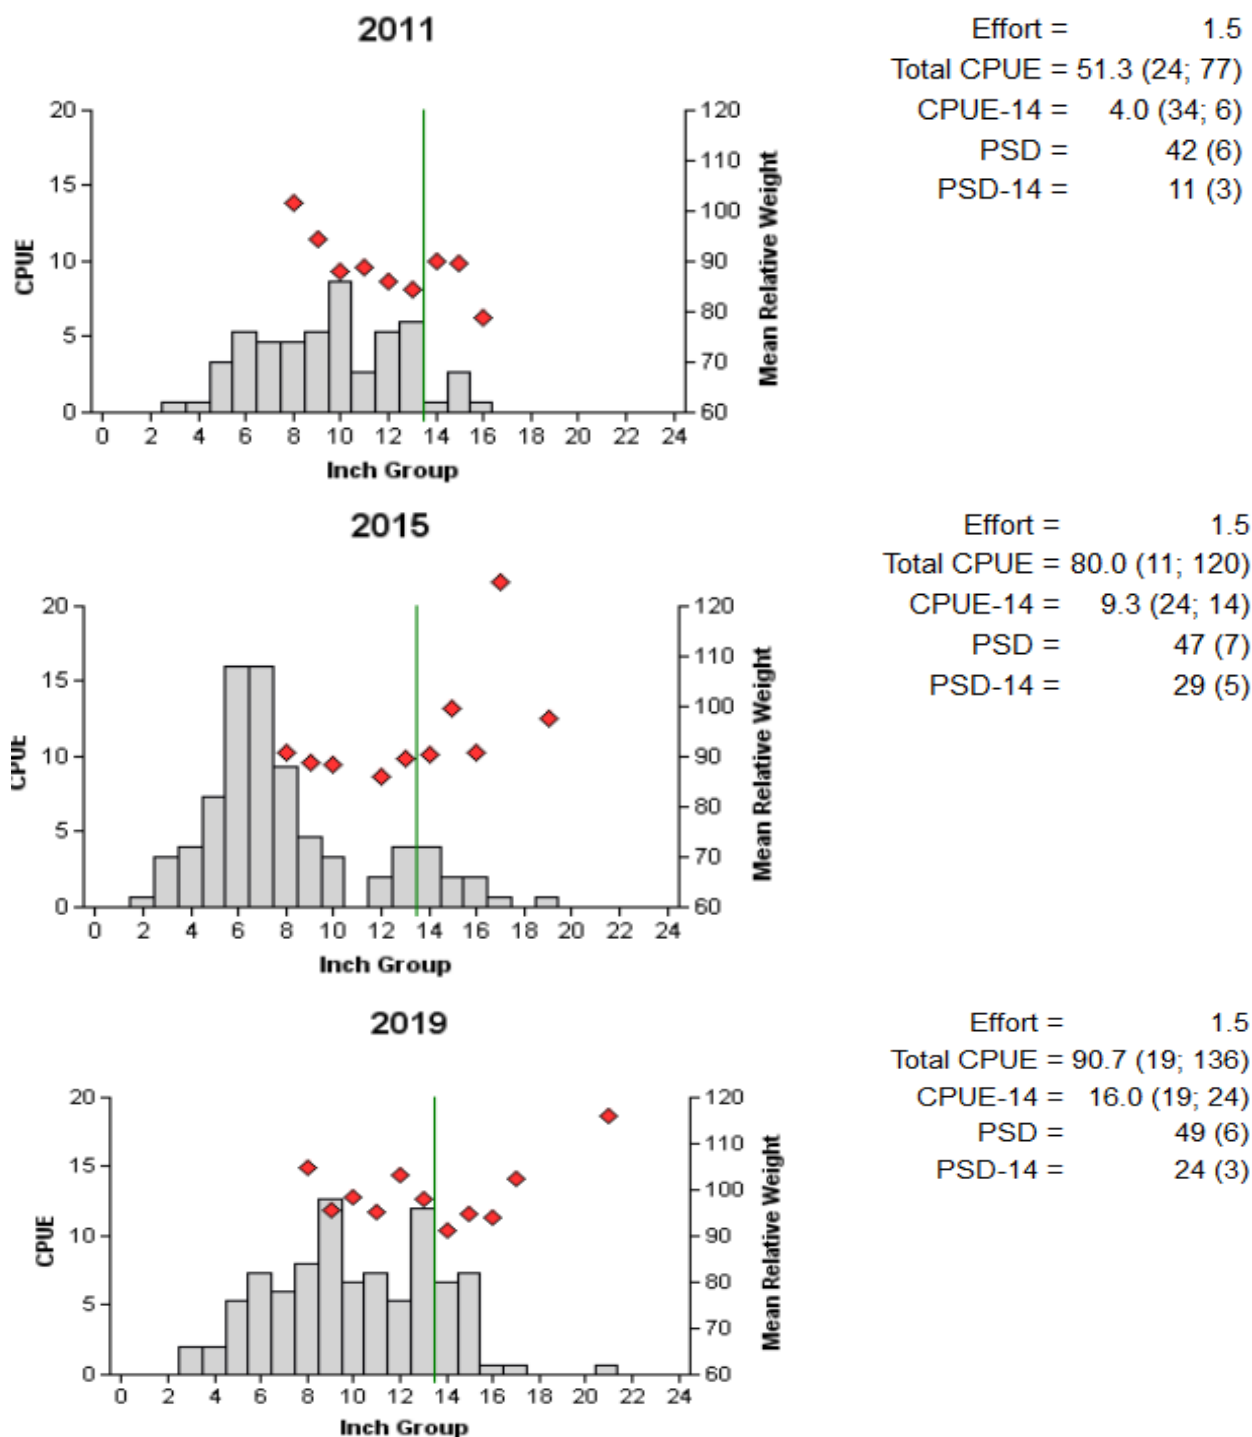 2011
Effort = 1.5
Total CPUE = 51.3 (24; 77)
CPUE-14 = 4.0 (34; 6)
PSD = 42 (6)
PSD-14 = 11 (3)
20
15
10
5
0
CPUE
120
110
100
90
80
70
60
Mean Relative Weight
0 2 4 6 8 10 12 14 16 18 20 22 24
Inch Group
2015
Effort = 1.5
Total CPUE = 80.0 (11; 120)
CPUE-14 = 9.3 (24; 14)
PSD = 47 (7)
PSD-14 = 29 (5)
20
15
10
5
0
CPUE
120
110
100
90
80
70
60
Mean Relative Weight
0 2 4 6 8 10 12 14 16 18 20 22 24
Inch Group
2019
Effort = 1.5
Total CPUE = 90.7 (19; 136)
CPUE-14 = 16.0 (19; 24)
PSD = 49 (6)
PSD-14 = 24 (3)
20
15
10
5
0
CPUE
120
110
100
90
80
70
60
Mean Relative Weight
0 2 4 6 8 10 12 14 16 18 20 22 24
Inch Group